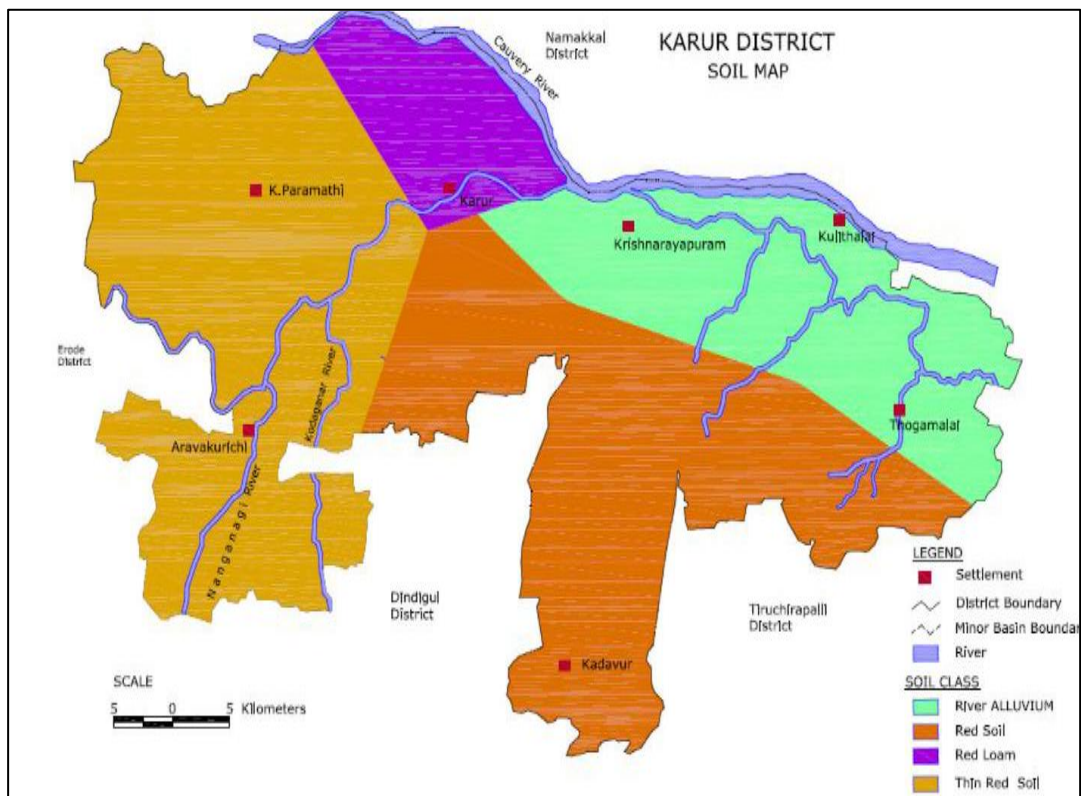 KARUR DISTRICT
SOIL MAP
Namakkal
District
Cauvery River
K.Paramathi
Karur
Krishnarayapuram
Kulithalai
Erode
District
Kodaganar River
Aravakurichi
Thogamalai
Nanganagi River
Dindigul
District
Tiruchirapalli
District
Kadavur
SCALE
5 0 5 Kilometers
LEGEND
Settlement
District Boundary
Minor Basin Boundar
River
SOIL CLASS
River ALLUVIUM
Red Soil
Red Loam
Thin Red Soil